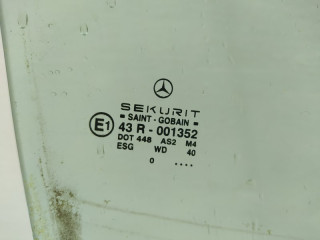 SEKURIT
SAINT-GOBAIN
E1 43 R - 001352
DOT 448 AS2 M4
ESG WD 40
0 ....